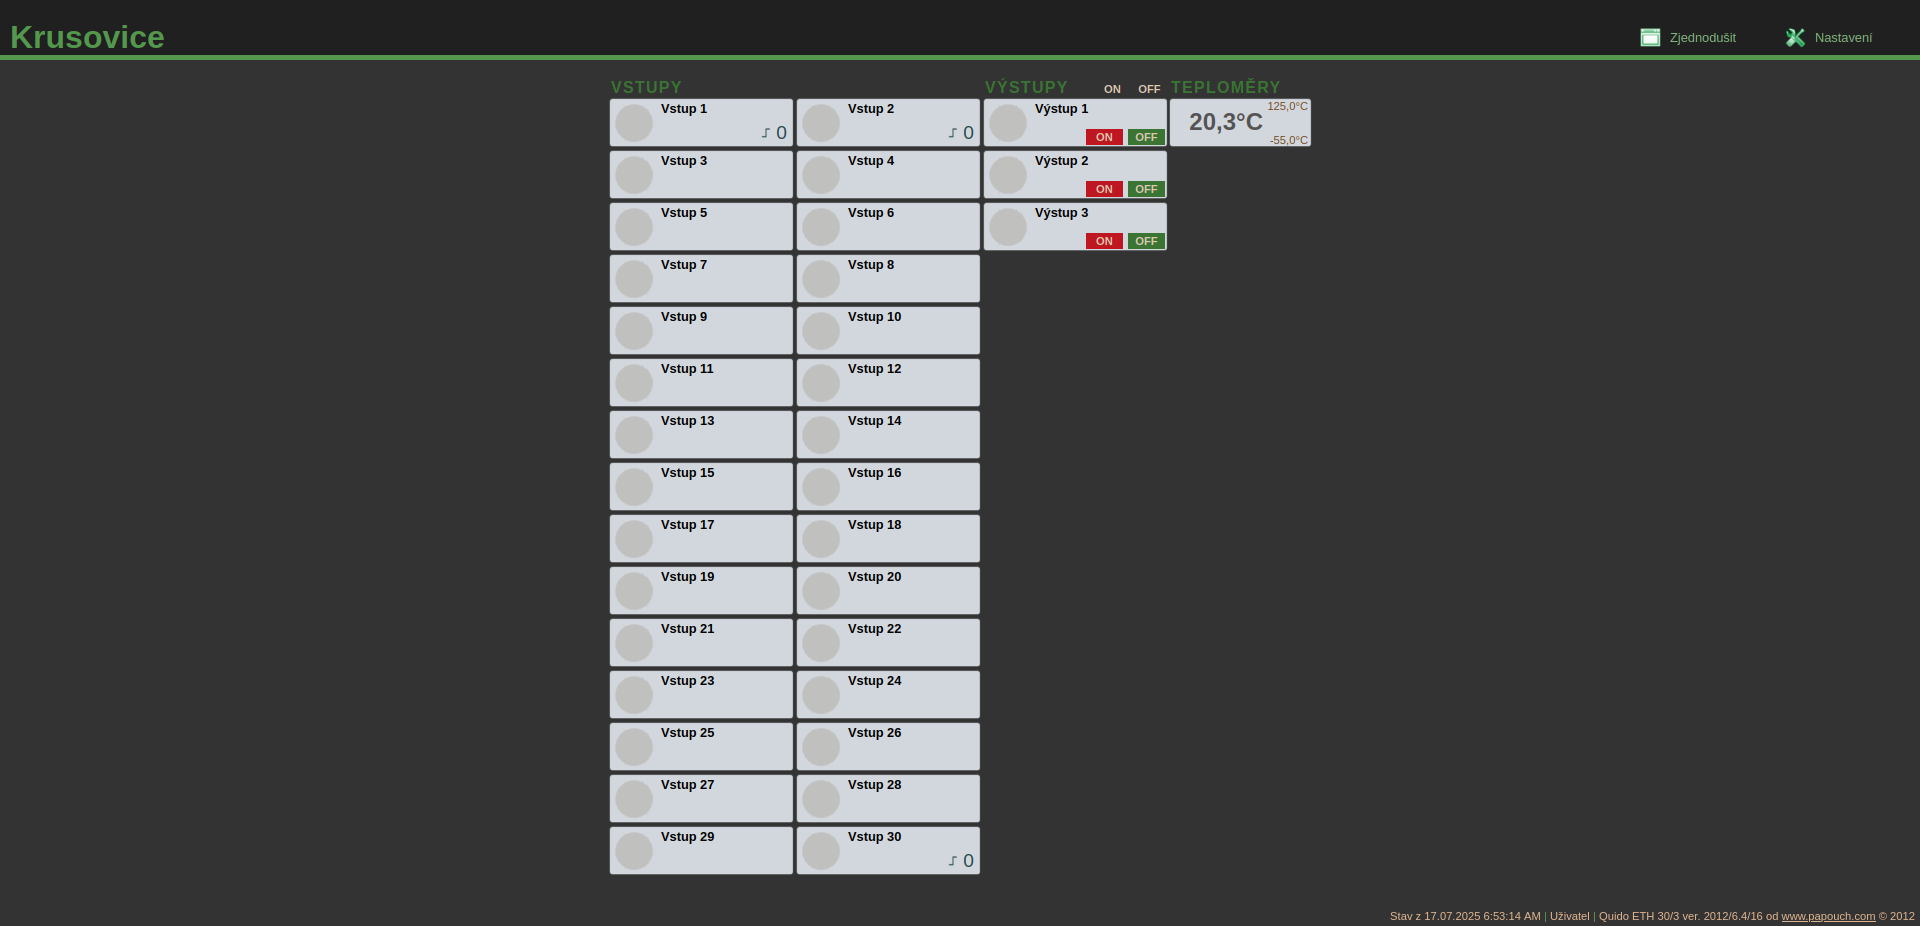 Krusovice
Zjednodušit Nastavení
VSTUPY VÝSTUPY ON OFF TEPLOMĚRY
Vstup 1 0 Vstup 2 0 Výstup 1 ON OFF 20,3°C 125,0°C -55,0°C
Vstup 3 Vstup 4 Výstup 2 ON OFF
Vstup 5 Vstup 6 Výstup 3 ON OFF
Vstup 7 Vstup 8
Vstup 9 Vstup 10
Vstup 11 Vstup 12
Vstup 13 Vstup 14
Vstup 15 Vstup 16
Vstup 17 Vstup 18
Vstup 19 Vstup 20
Vstup 21 Vstup 22
Vstup 23 Vstup 24
Vstup 25 Vstup 26
Vstup 27 Vstup 28
Vstup 29 Vstup 30 0
Stav z 17.07.2025 6:53:14 AM | Uživatel | Quido ETH 30/3 ver. 2012/6.4/16 od www.papouch.com © 2012